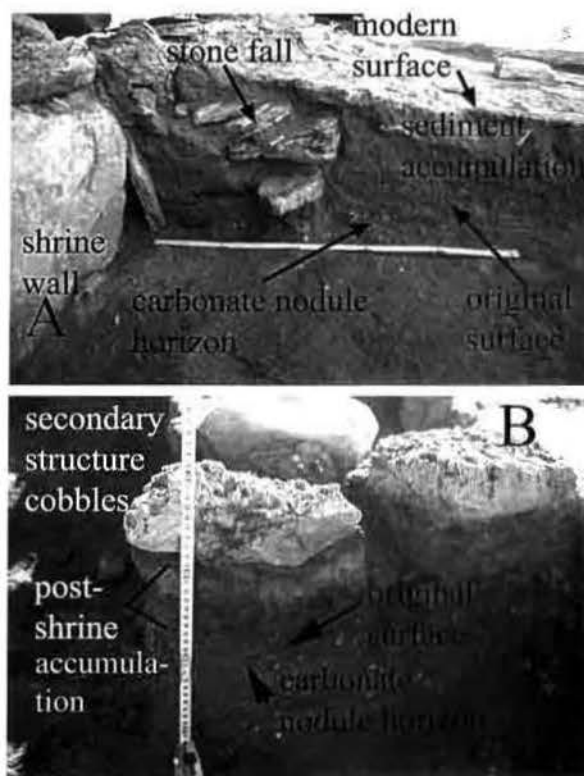 stone fall
modern
surface
sediment
accumulation
shrine
wall
A
carbonate nodule
horizon
original
surface
B
secondary
structure
cobbles
post-
shrine
accumula-
tion
original
surface
carbonate
nodule horizon